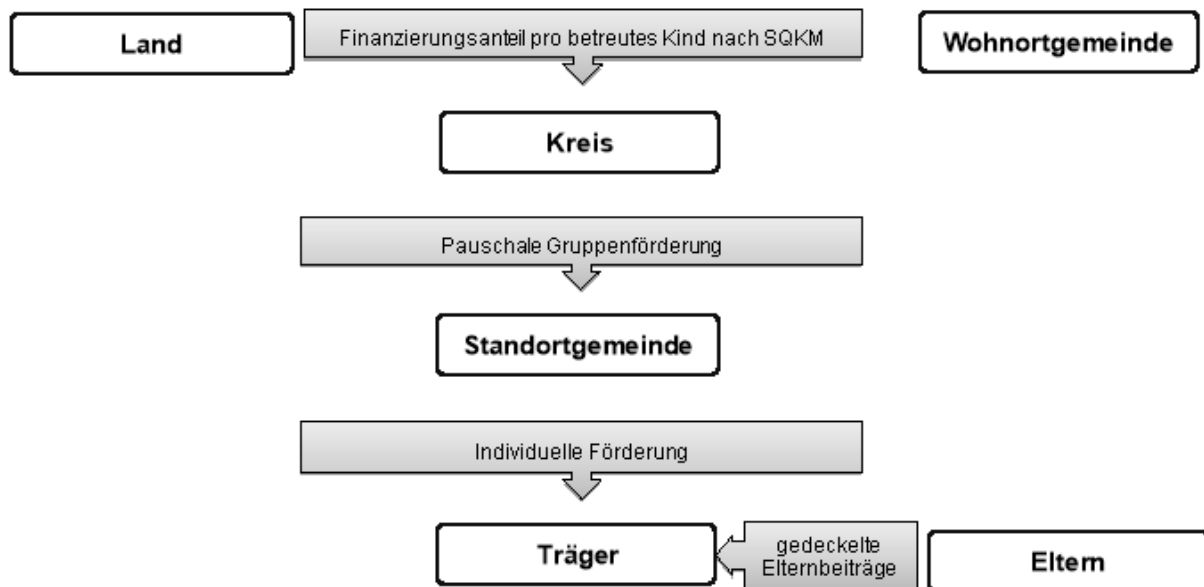 Land
Finanzierungsanteil pro betreutes Kind nach SQKM
Wohnortgemeinde
Kreis
Pauschale Gruppenförderung
Standortgemeinde
Individuelle Förderung
Träger
gedeckelte
Elternbeiträge
Eltern